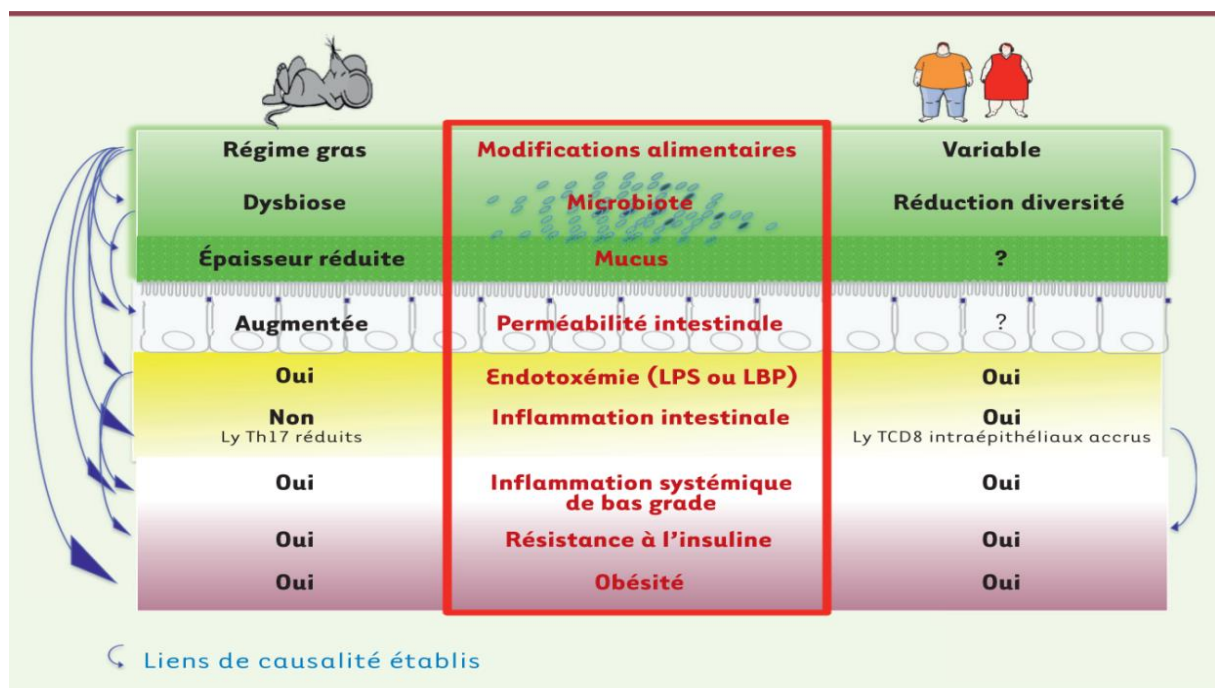 Régime gras Modifications alimentaires Variable
Dysbiose Microbiote Réduction diversité
Épaisseur réduite Mucus ?
Augmentée Perméabilité intestinale ?
Oui Endotoxémie (LPS ou LBP) Oui
Non Inflammation intestinale Oui
Ly Th17 réduits Ly TCD8 intraépithéliaux accrus
Oui Inflammation systémique Oui
de bas grade
Oui Résistance à l'insuline Oui
Oui Obésité Oui
Liens de causalité établis